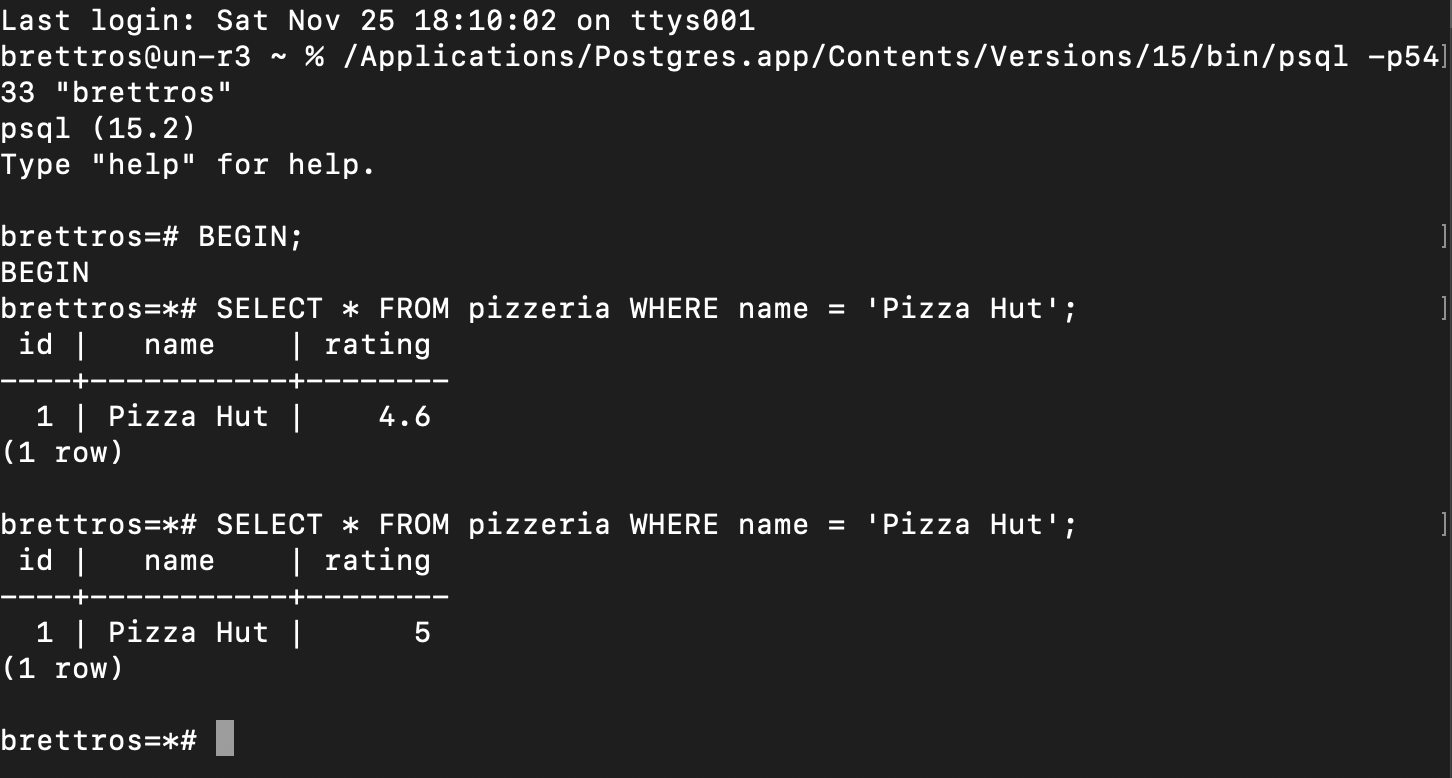 Last login: Sat Nov 25 18:10:02 on ttys001
brettros@un-r3 ~ % /Applications/Postgres.app/Contents/Versions/15/bin/psql -p54]
33 "brettros"
psql (15.2)
Type "help" for help.

brettros=# BEGIN;                                                               ]
BEGIN
brettros=*# SELECT * FROM pizzeria WHERE name = 'Pizza Hut';                    ]
 id |   name    | rating
----+-----------+--------
  1 | Pizza Hut |    4.6
(1 row)

brettros=*# SELECT * FROM pizzeria WHERE name = 'Pizza Hut';                    ]
 id |   name    | rating
----+-----------+--------
  1 | Pizza Hut |      5
(1 row)

brettros=*#